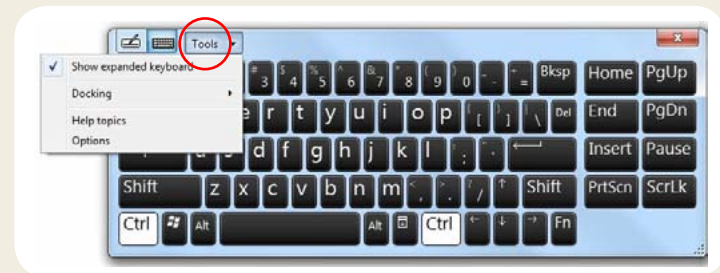 Tools
✓ Show expanded keyboard
Docking
Help topics
Options
# 3 $ 4 % 5 ^ 6 & 7 * 8 ( 9 ) 0 - + = Bksp Home PgUp
e r t y u i o p { [ } ] \ Del End PgDn
d f g h j k l : ; " Insert Pause
Shift z x c v b n m < , > . ? / ↑ Shift PrtScn ScrLk
Ctrl Alt Alt Ctrl ← ↓ → Fn